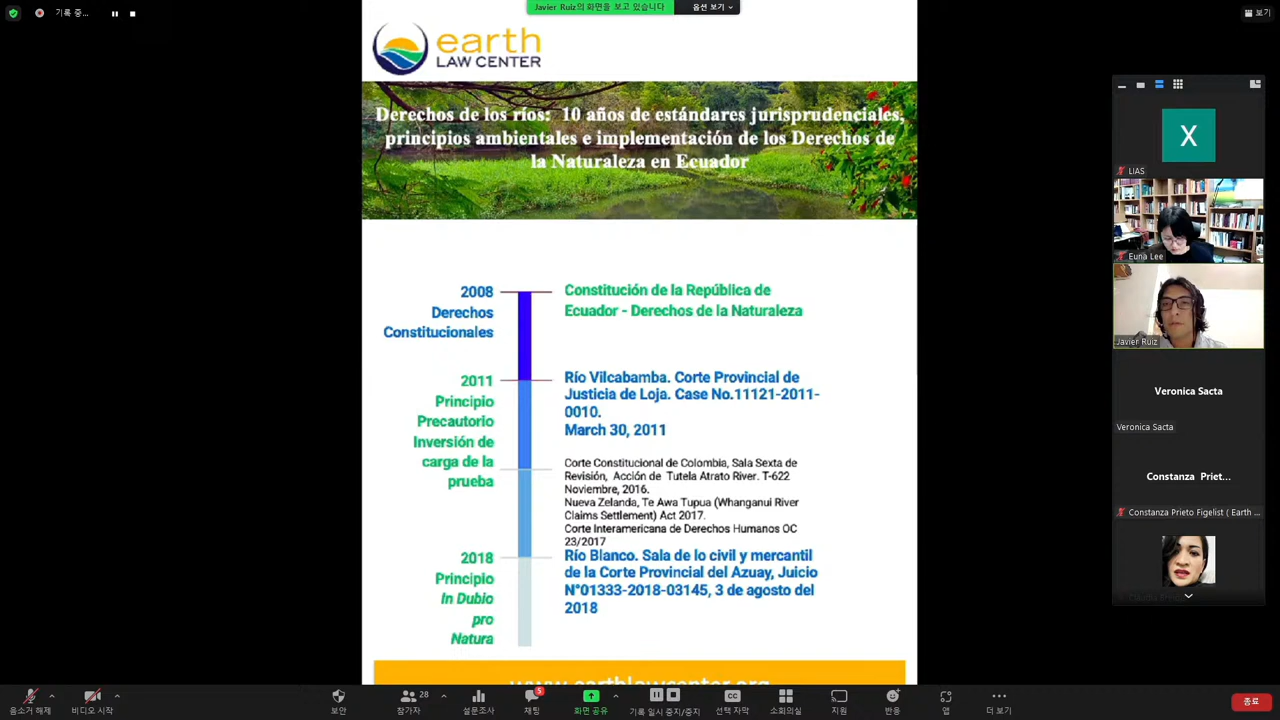 기록 중...
Javier Ruiz의 화면을 보고 있습니다
옵션 보기
보기
earth
LAW CENTER
Derechos de los ríos: 10 años de estándares jurisprudenciales,
principios ambientales e implementación de los Derechos de
la Naturaleza en Ecuador
2008
Derechos
Constitucionales
Constitución de la República de
Ecuador - Derechos de la Naturaleza
2011
Principio
Precautorio
Inversión de
carga de la
prueba
Río Vilcabamba. Corte Provincial de
Justicia de Loja. Case No.11121-2011-
0010.
March 30, 2011
Corte Constitucional de Colombia, Sala Sexta de
Revisión, Acción de Tutela Atrato River. T-622
Noviembre, 2016.
Nueva Zelanda, Te Awa Tupua (Whanganui River
Claims Settlement) Act 2017.
Corte Interamericana de Derechos Humanos OC
23/2017
2018
Principio
In Dubio
pro
Natura
Río Blanco. Sala de lo civil y mercantil
de la Corte Provincial del Azuay, Juicio
N°01333-2018-03145, 3 de agosto del
2018
www.earthlawcenter.org
X
LIAS
Euna Lee
Javier Ruiz
Veronica Sacta
Veronica Sacta
Constanza Priet...
Constanza Prieto Figelist ( Earth ...
음소거 해제
비디오 시작
보안
28
참가자
설문조사
5
채팅
화면 공유
기록 일시 중지/중지
CC
선택 자막
소회의실
지원
반응
앱
더 보기
종료